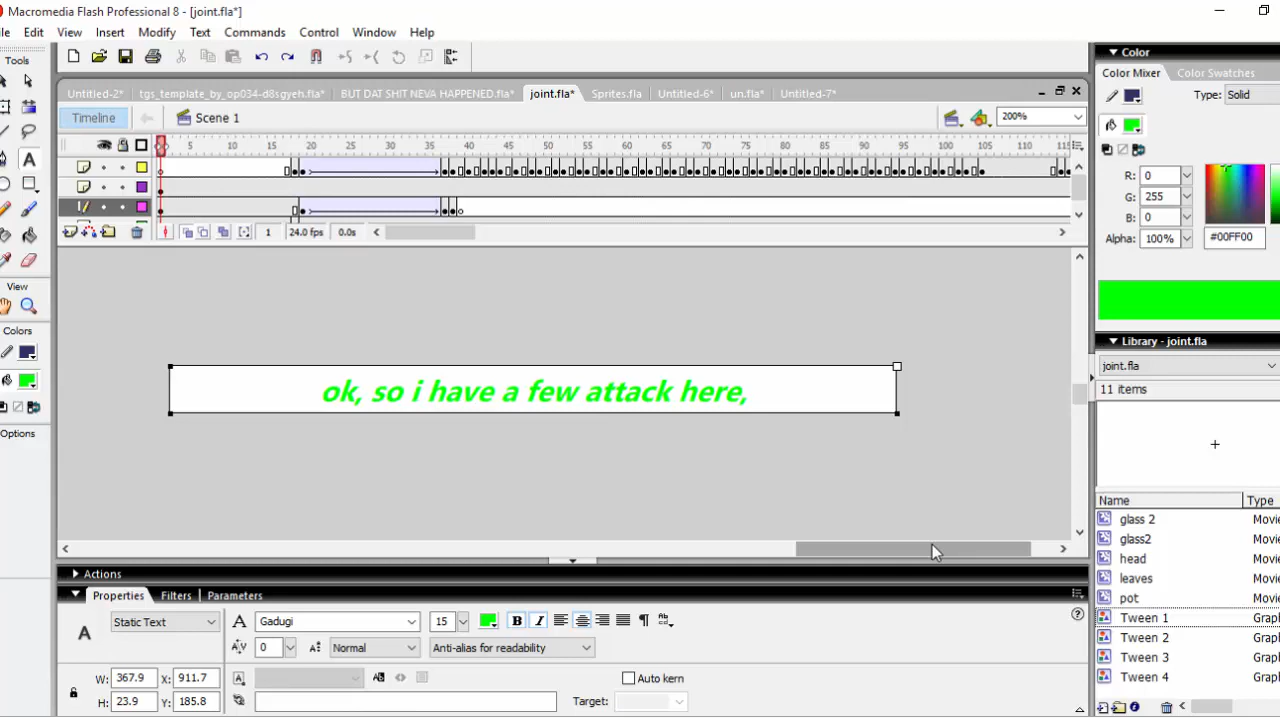 Macromedia Flash Professional 8 - [joint.fla*]
Edit View Insert Modify Text Commands Control Window Help
Tools
Untitled-2* tgs_template_by_op034-d8sgyeh.fla* BUT DAT SHIT NEVA HAPPENED.fla* joint.fla* Sprites.fla Untitled-6* un.fla* Untitled-7*
Timeline Scene 1 200%
5 10 15 20 25 30 35 40 45 50 55 60 65 70 75 80 85 90 95 100 105 110 115
1 24.0 fps 0.0s
View
Colors
Options
ok, so i have a few attack here,
Color
Color Mixer Color Swatches
Type: Solid
R: 0
G: 255
B: 0
Alpha: 100% #00FF00
Library - joint.fla
joint.fla
11 items
Name Type
glass 2 Movie
glass2 Movie
head Movie
leaves Movie
pot Movie
Tween 1 Graph
Tween 2 Graph
Tween 3 Graph
Tween 4 Graph
Actions
Properties Filters Parameters
Static Text A Gadugi 15 B I
A
A/V 0 Normal Anti-alias for readability
W: 367.9 X: 911.7 Auto kern
H: 23.9 Y: 185.8 Target: